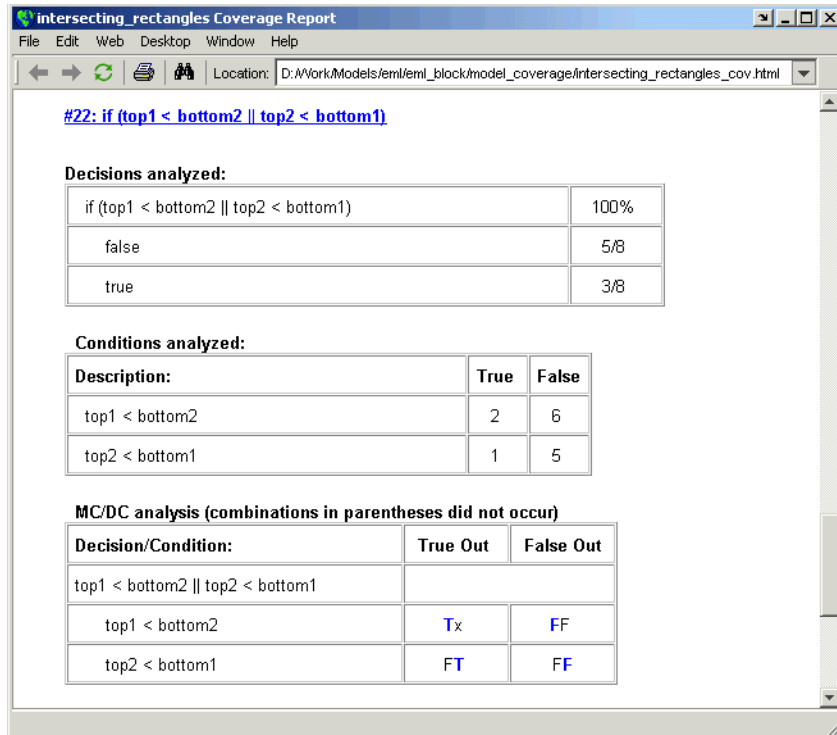 intersecting_rectangles Coverage Report
File Edit Web Desktop Window Help
Location: D:/Work/Models/eml/eml_block/model_coverage/intersecting_rectangles_cov.html
#22: if (top1 < bottom2 || top2 < bottom1)
Decisions analyzed:
if (top1 < bottom2 || top2 < bottom1) 100%
false 5/8
true 3/8
Conditions analyzed:
Description: True False
top1 < bottom2 2 6
top2 < bottom1 1 5
MC/DC analysis (combinations in parentheses did not occur)
Decision/Condition: True Out False Out
top1 < bottom2 || top2 < bottom1
top1 < bottom2 Tx FF
top2 < bottom1 FT FF